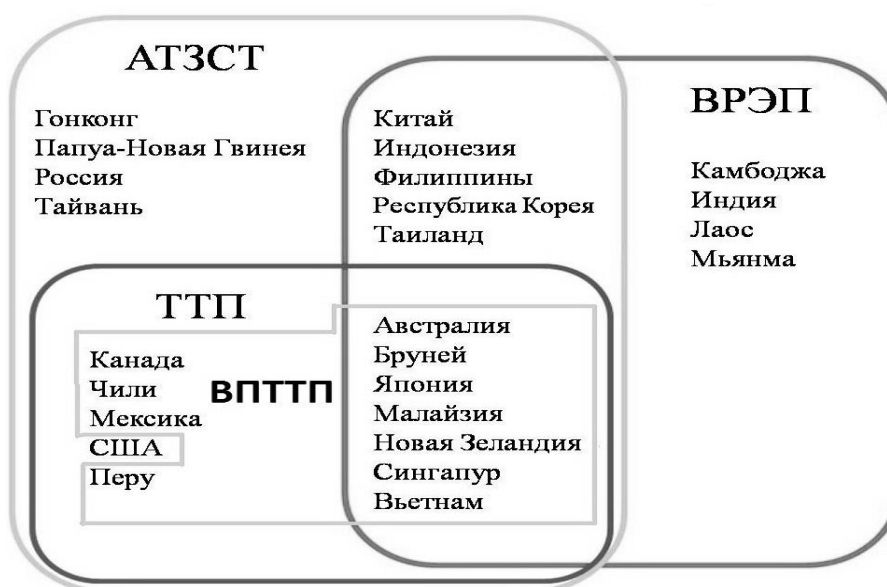 АТЗСТ
Гонконг
Папуа-Новая Гвинея
Россия
Тайвань
Китай
Индонезия
Филиппины
Республика Корея
Таиланд
ВРЭП
Камбоджа
Индия
Лаос
Мьянма
ТТП
Канада
Чили
Мексика
США
Перу
ВПТТП
Австралия
Бруней
Япония
Малайзия
Новая Зеландия
Сингапур
Вьетнам